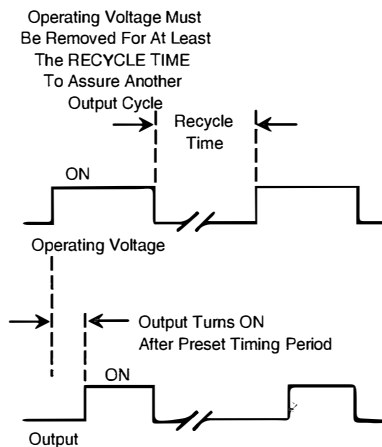 Operating Voltage Must
Be Removed For At Least
The RECYCLE TIME
To Assure Another
Output Cycle
Recycle
Time
ON
Operating Voltage
Output Turns ON
After Preset Timing Period
ON
Output